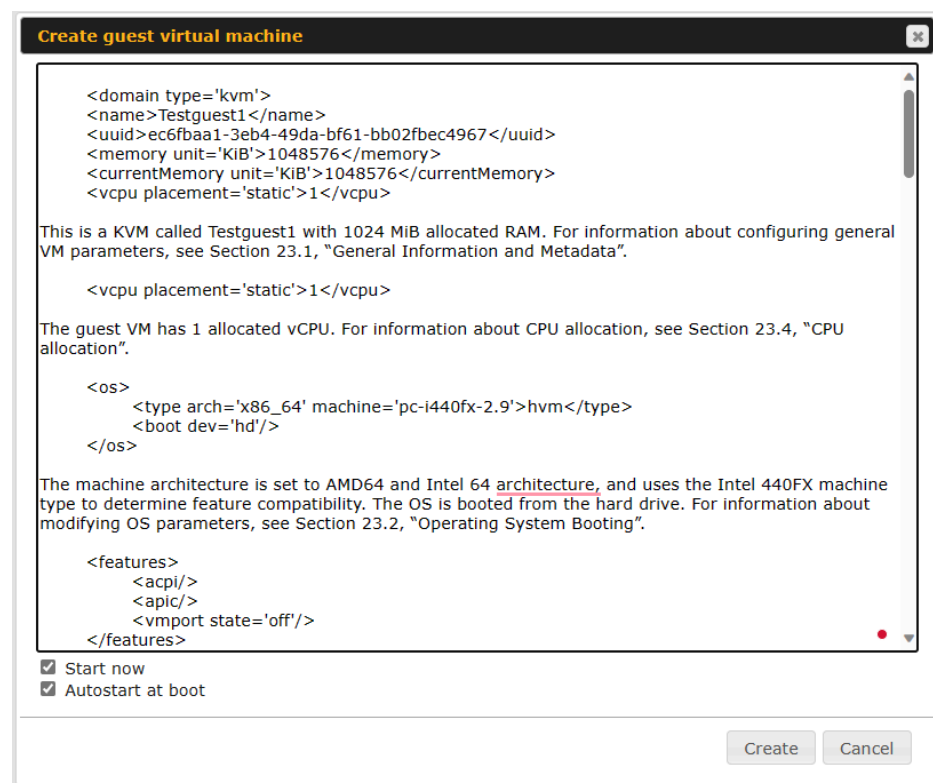 Create guest virtual machine
<domain type='kvm'>
<name>Testguest1</name>
<uuid>ec6fbaa1-3eb4-49da-bf61-bb02fbec4967</uuid>
<memory unit='KiB'>1048576</memory>
<currentMemory unit='KiB'>1048576</currentMemory>
<vcpu placement='static'>1</vcpu>
This is a KVM called Testguest1 with 1024 MiB allocated RAM. For information about configuring general
VM parameters, see Section 23.1, “General Information and Metadata”.
<vcpu placement='static'>1</vcpu>
The guest VM has 1 allocated vCPU. For information about CPU allocation, see Section 23.4, “CPU
allocation”.
<os>
<type arch='x86_64' machine='pc-i440fx-2.9'>hvm</type>
<boot dev='hd'/>
</os>
The machine architecture is set to AMD64 and Intel 64 architecture, and uses the Intel 440FX machine
type to determine feature compatibility. The OS is booted from the hard drive. For information about
modifying OS parameters, see Section 23.2, “Operating System Booting”.
<features>
<acpi/>
<apic/>
<vmport state='off'/>
</features>
Start now
Autostart at boot
Create Cancel